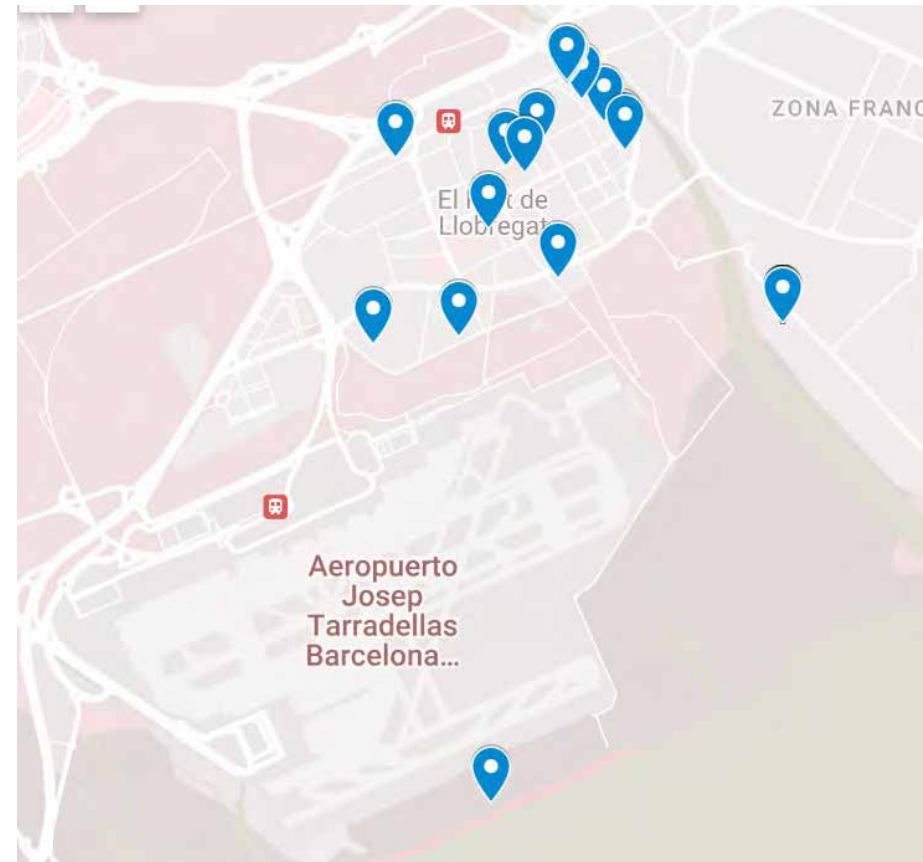 ZONA FRANC
El
t de
Llobregat
Aeropuerto
Josep
Tarradellas
Barcelona...